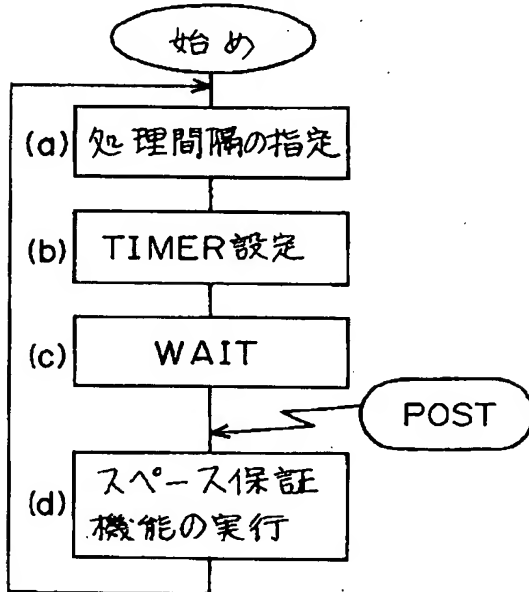 始め
(a) 処理間隔の指定
(b) TIMER設定
(c) WAIT
POST
(d) スペース保証
機能の実行